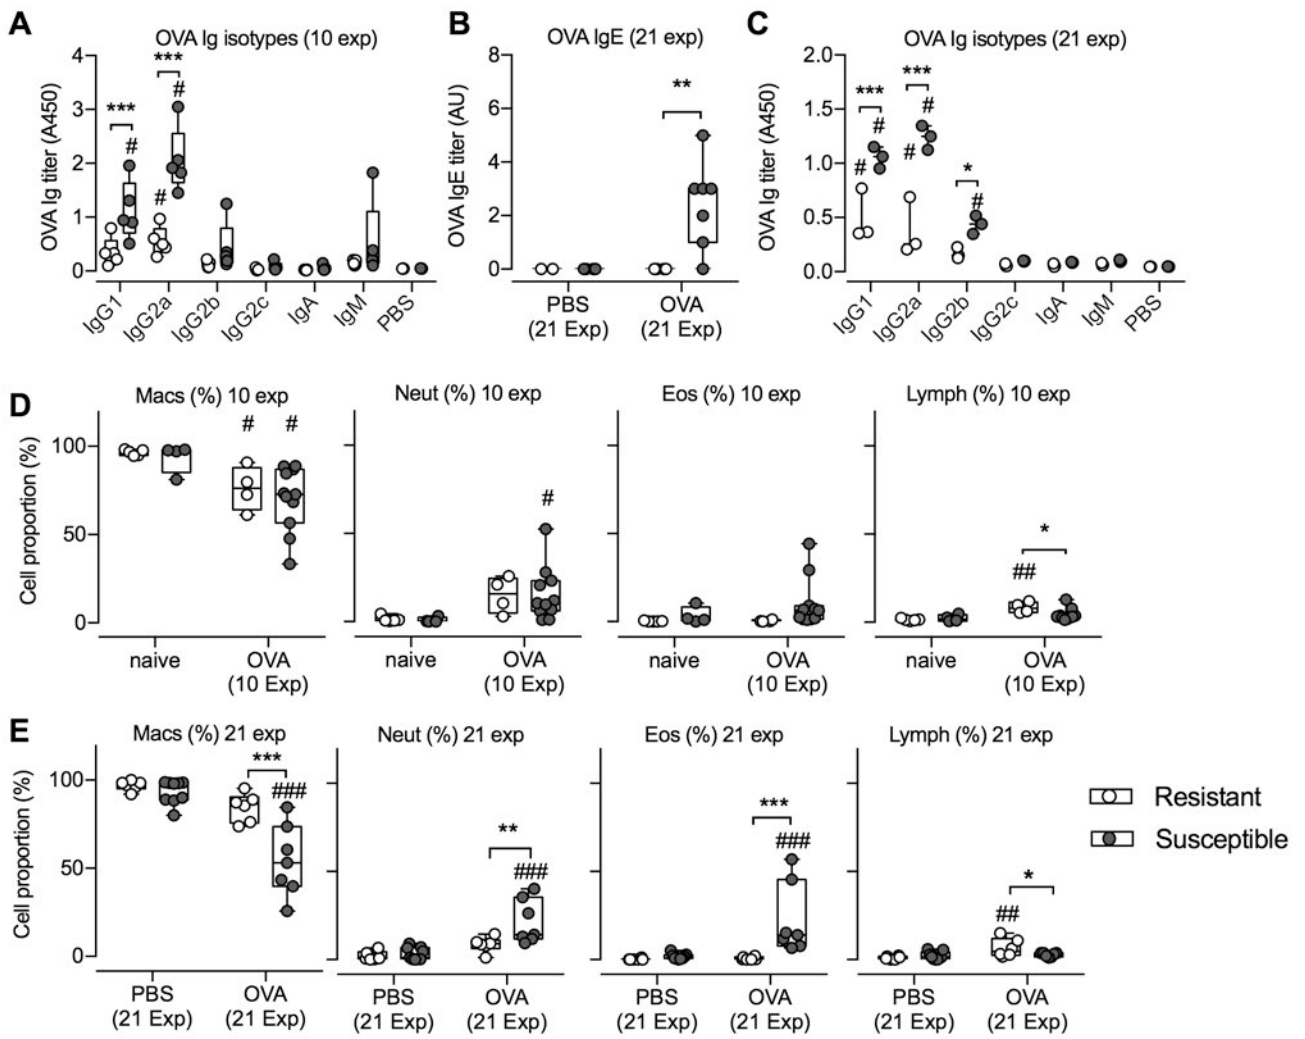 A
OVA Ig isotypes (10 exp)
OVA Ig titer (A450)
4
3
2
1
0
***
#
#
***
#
IgG1
IgG2a
IgG2b
IgG2c
IgA
IgM
PBS
B
OVA IgE (21 exp)
OVA IgE titer (AU)
8
6
4
2
0
**
PBS
(21 Exp)
OVA
(21 Exp)
C
OVA Ig isotypes (21 exp)
OVA Ig titer (A450)
2.0
1.5
1.0
0.5
0.0
***
#
#
***
#
#
*
#
IgG1
IgG2a
IgG2b
IgG2c
IgA
IgM
PBS
D
Cell proportion (%)
Macs (%) 10 exp
100
50
0
#
#
naive
OVA
(10 Exp)
Neut (%) 10 exp
#
naive
OVA
(10 Exp)
Eos (%) 10 exp
naive
OVA
(10 Exp)
Lymph (%) 10 exp
##
*
naive
OVA
(10 Exp)
E
Cell proportion (%)
Macs (%) 21 exp
100
50
0
***
###
PBS
(21 Exp)
OVA
(21 Exp)
Neut (%) 21 exp
**
###
PBS
(21 Exp)
OVA
(21 Exp)
Eos (%) 21 exp
***
###
PBS
(21 Exp)
OVA
(21 Exp)
Lymph (%) 21 exp
##
*
PBS
(21 Exp)
OVA
(21 Exp)
Resistant
Susceptible